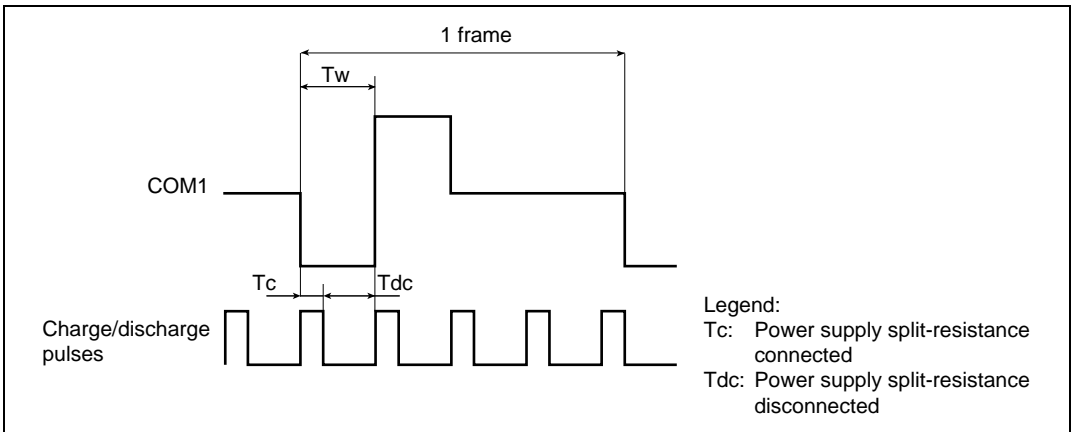 1 frame
Tw
COM1
Tc
Tdc
Charge/discharge
pulses
Legend:
Tc: Power supply split-resistance
connected
Tdc: Power supply split-resistance
disconnected